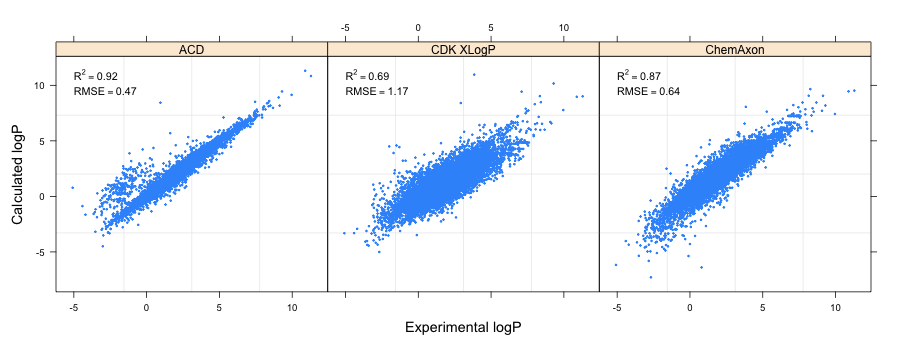 -5 0 5 10
ACD CDK XLogP ChemAxon
R² = 0.92
RMSE = 0.47
R² = 0.69
RMSE = 1.17
R² = 0.87
RMSE = 0.64
Calculated logP
10
5
0
-5
-5 0 5 10 -5 0 5 10
Experimental logP